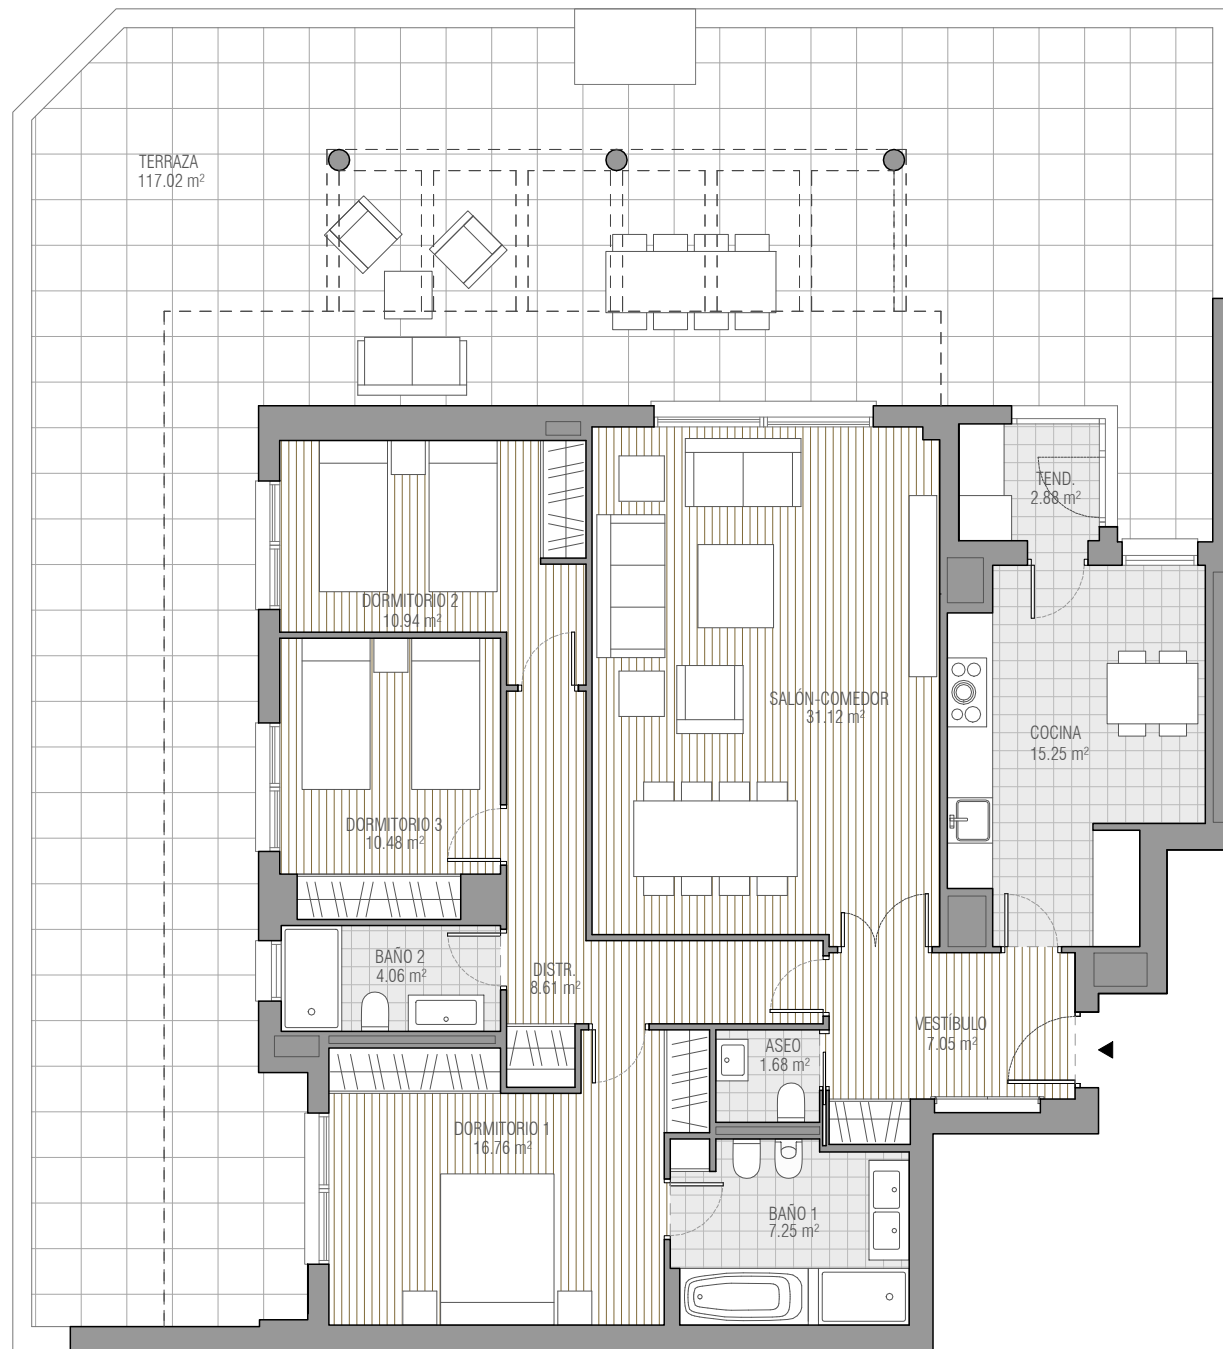 TERRAZA
117.02 m²
TEND.
2.88 m²
DORMITORIO 2
10.94 m²
SALÓN-COMEDOR
31.12 m²
COCINA
15.25 m²
DORMITORIO 3
10.48 m²
BAÑO 2
4.06 m²
DISTR.
8.61 m²
VESTÍBULO
7.05 m²
ASEO
1.68 m²
DORMITORIO 1
16.76 m²
BAÑO 1
7.25 m²